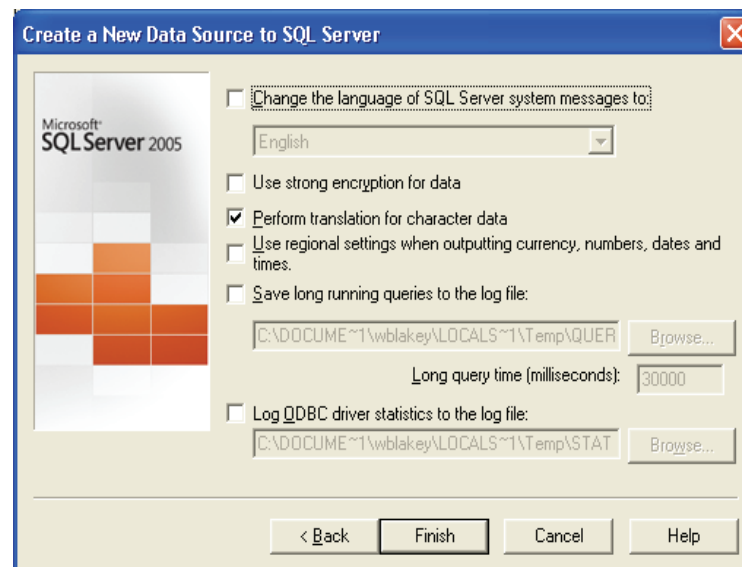 Create a New Data Source to SQL Server
Microsoft
SQL Server 2005
Change the language of SQL Server system messages to:
English
Use strong encryption for data
Perform translation for character data
Use regional settings when outputting currency, numbers, dates and
times.
Save long running queries to the log file:
C:\DOCUME~1\wblakey\LOCALS~1\Temp\QUER
Browse...
Long query time (milliseconds):
30000
Log ODBC driver statistics to the log file:
C:\DOCUME~1\wblakey\LOCALS~1\Temp\STAT
Browse...
< Back
Finish
Cancel
Help